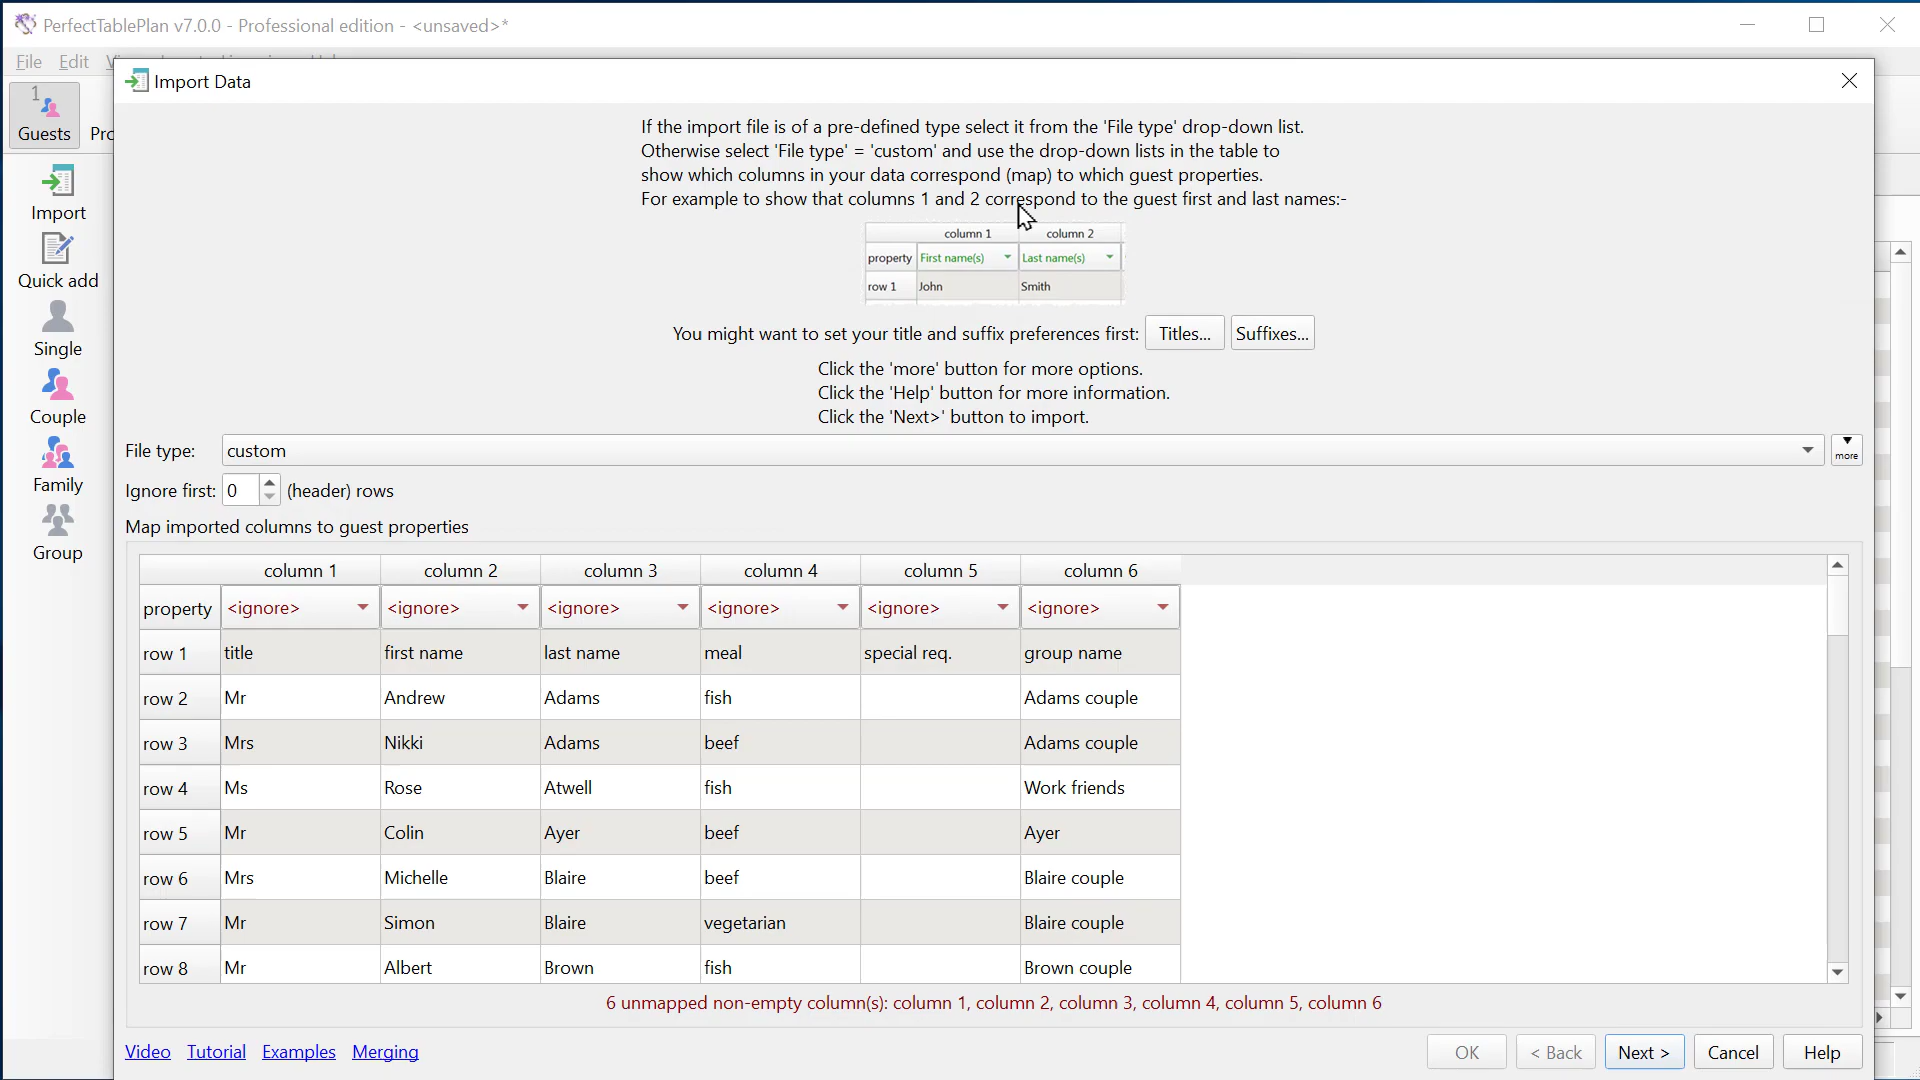 PerfectTablePlan v7.0.0 - Professional edition - <unsaved>*
File Edit
Import Data
1
Guests
Import
Quick add
Single
Couple
Family
Group
If the import file is of a pre-defined type select it from the 'File type' drop-down list.
Otherwise select 'File type' = 'custom' and use the drop-down lists in the table to
show which columns in your data correspond (map) to which guest properties.
For example to show that columns 1 and 2 correspond to the guest first and last names:-
column 1 column 2
property First name(s) Last name(s)
row 1 John Smith
You might want to set your title and suffix preferences first: Titles... Suffixes...
Click the 'more' button for more options.
Click the 'Help' button for more information.
Click the 'Next>' button to import.
File type: custom more
Ignore first: 0 (header) rows
Map imported columns to guest properties
column 1 column 2 column 3 column 4 column 5 column 6
property <ignore> <ignore> <ignore> <ignore> <ignore> <ignore>
row 1 title first name last name meal special req. group name
row 2 Mr Andrew Adams fish Adams couple
row 3 Mrs Nikki Adams beef Adams couple
row 4 Ms Rose Atwell fish Work friends
row 5 Mr Colin Ayer beef Ayer
row 6 Mrs Michelle Blaire beef Blaire couple
row 7 Mr Simon Blaire vegetarian Blaire couple
row 8 Mr Albert Brown fish Brown couple
6 unmapped non-empty column(s): column 1, column 2, column 3, column 4, column 5, column 6
Video Tutorial Examples Merging OK < Back Next > Cancel Help